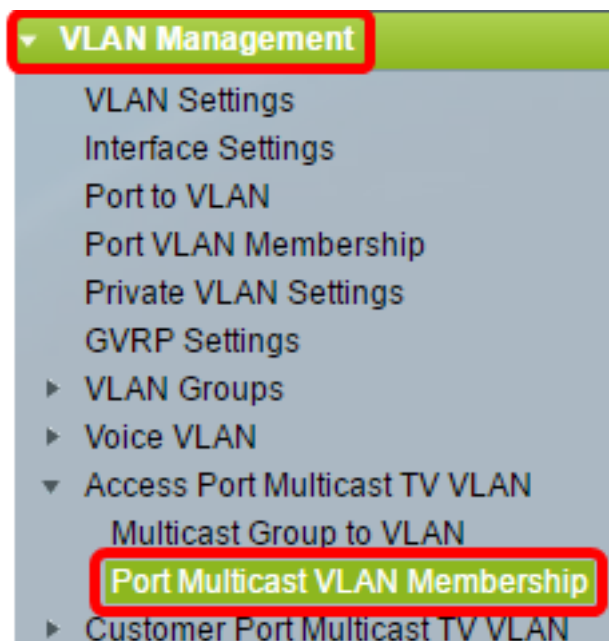 VLAN Management
VLAN Settings
Interface Settings
Port to VLAN
Port VLAN Membership
Private VLAN Settings
GVRP Settings
VLAN Groups
Voice VLAN
Access Port Multicast TV VLAN
Multicast Group to VLAN
Port Multicast VLAN Membership
Customer Port Multicast TV VLAN